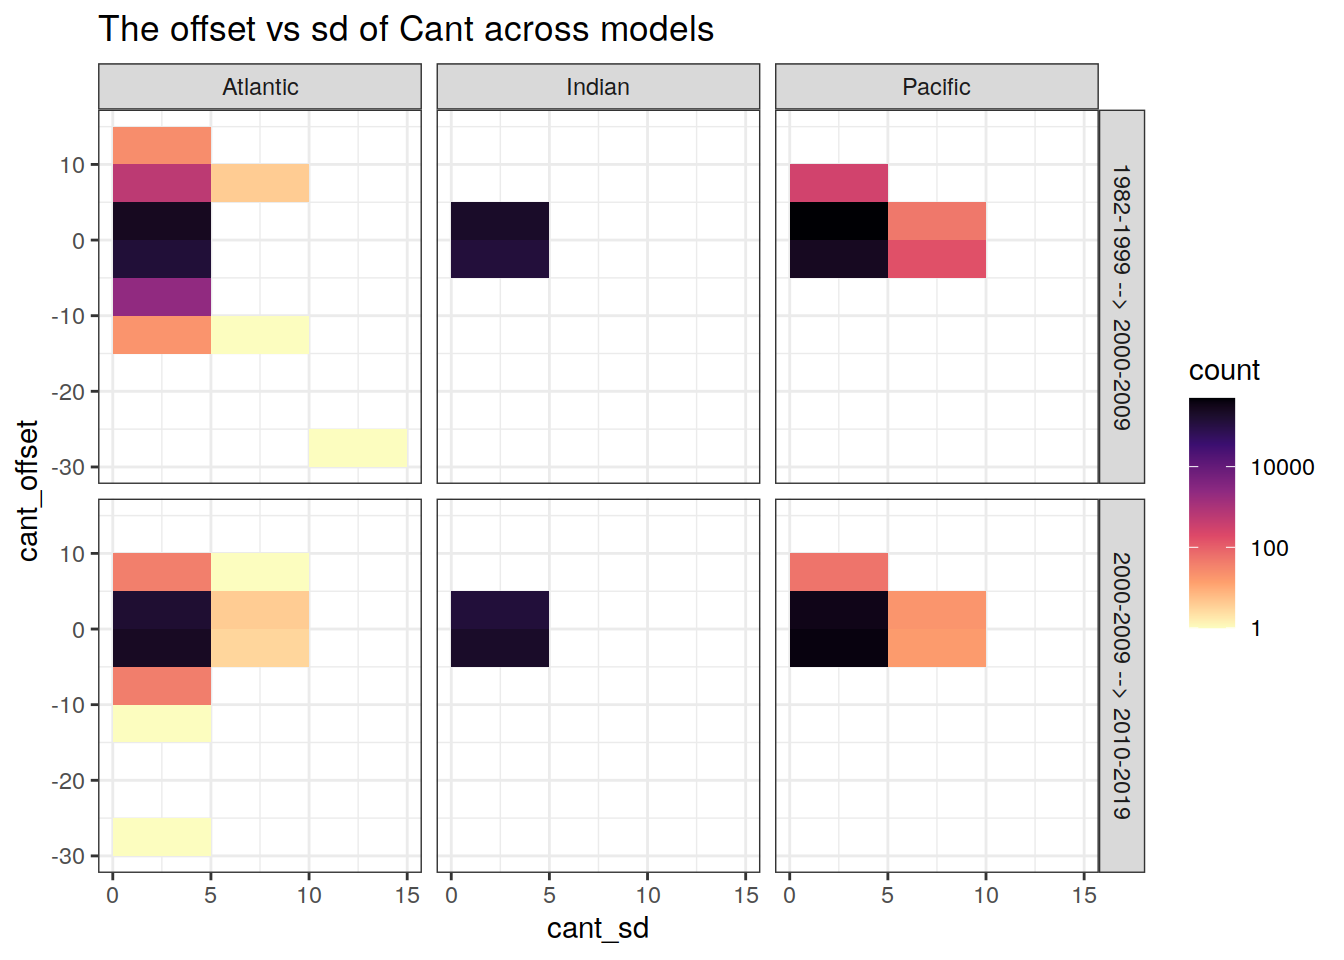 The offset vs sd of Cant across models
Atlantic
Indian
Pacific
10
0
-10
-20
-30
1982-1999 --> 2000-2009
10
0
-10
-20
-30
2000-2009 --> 2010-2019
cant_offset
0 5 10 15
0 5 10 15
0 5 10 15
cant_sd
count
10000
100
1